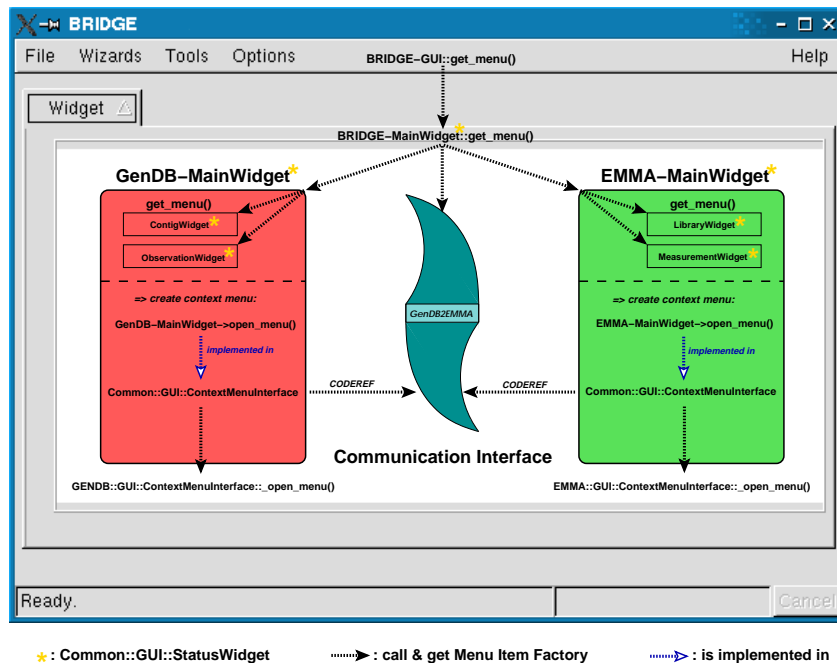 BRIDGE
File Wizards Tools Options BRIDGE-GUI::get_menu() Help
Widget
BRIDGE-MainWidget*::get_menu()
GenDB-MainWidget*
EMMA-MainWidget*
get_menu()
ContigWidget*
ObservationWidget*
=> create context menu:
GenDB-MainWidget->open_menu()
implemented in
Common::GUI::ContextMenuInterface
GENDB::GUI::ContextMenuInterface::_open_menu()
CODEREF
GenDB2EMMA
CODEREF
Communication Interface
get_menu()
LibraryWidget*
MeasurementWidget*
=> create context menu:
EMMA-MainWidget->open_menu()
implemented in
Common::GUI::ContextMenuInterface
EMMA::GUI::ContextMenuInterface::_open_menu()
Ready. Cancel
* : Common::GUI::StatusWidget : call & get Menu Item Factory : is implemented in